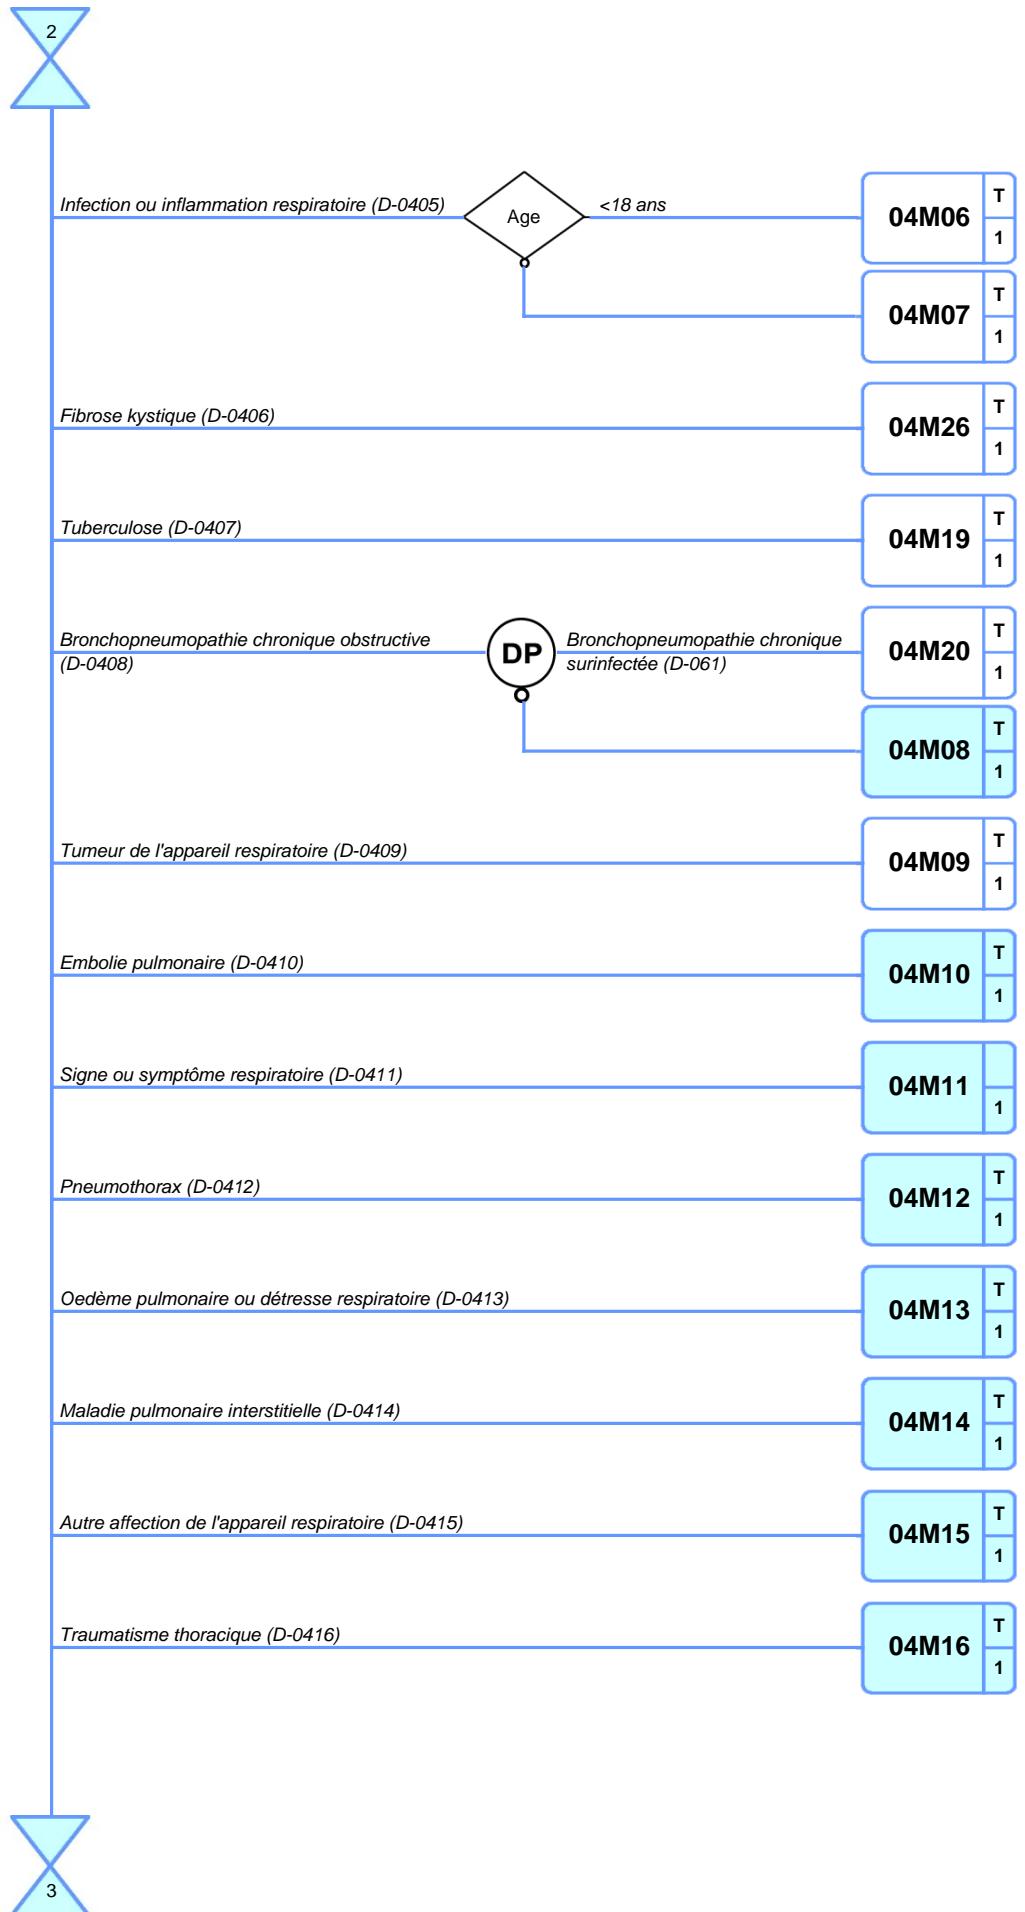 2
Infection ou inflammation respiratoire (D-0405)
Age
<18 ans
04M06
T
1
04M07
T
1
Fibrose kystique (D-0406)
04M26
T
1
Tuberculose (D-0407)
04M19
T
1
Bronchopneumopathie chronique obstructive
(D-0408)
DP
Bronchopneumopathie chronique
surinfectée (D-061)
04M20
T
1
04M08
T
1
Tumeur de l'appareil respiratoire (D-0409)
04M09
T
1
Embolie pulmonaire (D-0410)
04M10
T
1
Signe ou symptôme respiratoire (D-0411)
04M11
1
Pneumothorax (D-0412)
04M12
T
1
Oedème pulmonaire ou détresse respiratoire (D-0413)
04M13
T
1
Maladie pulmonaire interstitielle (D-0414)
04M14
T
1
Autre affection de l'appareil respiratoire (D-0415)
04M15
T
1
Traumatisme thoracique (D-0416)
04M16
T
1
3